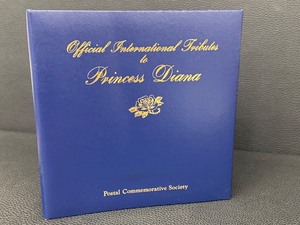 Official International Tributes
to
Princess Diana
Postal Commemorative Society